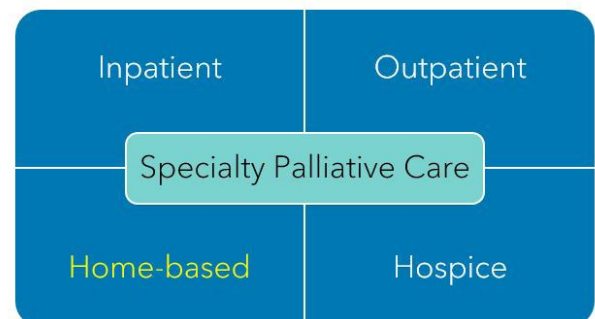 Inpatient
Outpatient
Specialty Palliative Care
Home-based
Hospice